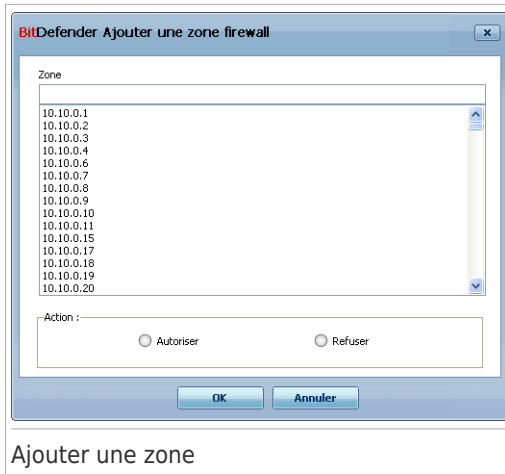 BitDefender Ajouter une zone firewall
Zone
10.10.0.1
10.10.0.2
10.10.0.3
10.10.0.4
10.10.0.6
10.10.0.7
10.10.0.8
10.10.0.9
10.10.0.10
10.10.0.11
10.10.0.15
10.10.0.17
10.10.0.18
10.10.0.19
10.10.0.20
Action :
Autoriser Refuser
OK Annuler
Ajouter une zone